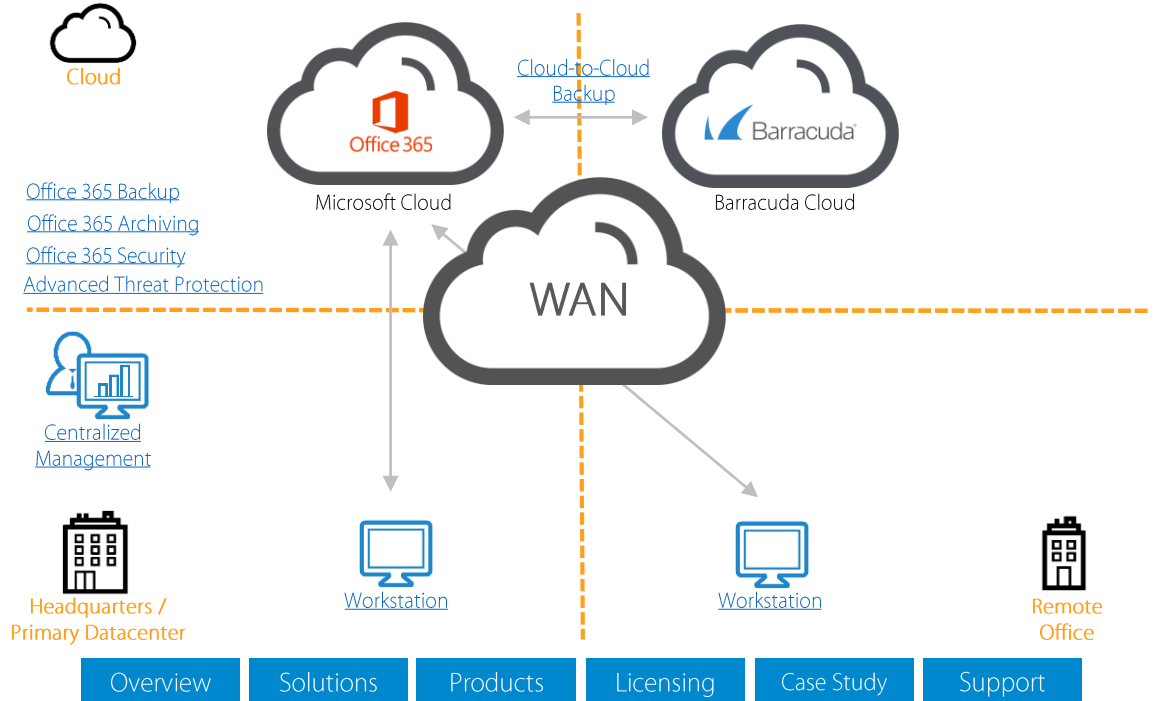 Cloud
Cloud-to-Cloud
Backup
Office 365
Barracuda
Microsoft Cloud
Barracuda Cloud
Office 365 Backup
Office 365 Archiving
Office 365 Security
Advanced Threat Protection
WAN
Centralized
Management
Headquarters /
Primary Datacenter
Workstation
Workstation
Remote
Office
Overview
Solutions
Products
Licensing
Case Study
Support